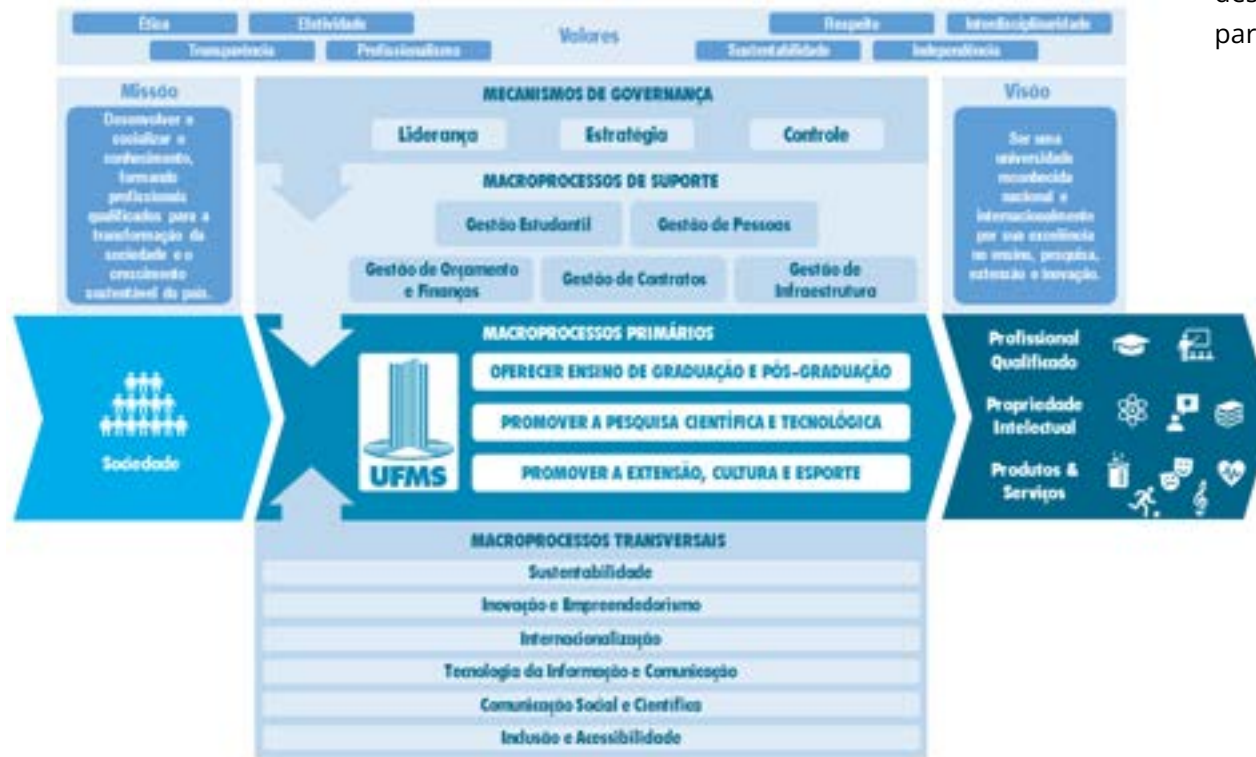 des
par
Ética
Efetividade
Valores
Respeito
Interdisciplinaridade
Transparência
Profissionalismo
Sustentabilidade
Independência
Missão
Desenvolver e
socializar o
conhecimento,
formando
profissionais
qualificados para a
transformação da
sociedade e o
crescimento
sustentável do país.
MECANISMOS DE GOVERNANÇA
Liderança
Estratégia
Controle
MACROPROCESSOS DE SUPORTE
Gestão Estudantil
Gestão de Pessoas
Gestão de Orçamento
e Finanças
Gestão de Contratos
Gestão de
Infraestrutura
Visão
Ser uma
universidade
reconhecida
nacional e
internacionalmente
por sua excelência
no ensino, pesquisa,
extensão e inovação.
Sociedade
MACROPROCESSOS PRIMÁRIOS
UFMS
OFERECER ENSINO DE GRADUAÇÃO E PÓS-GRADUAÇÃO
PROMOVER A PESQUISA CIENTÍFICA E TECNOLÓGICA
PROMOVER A EXTENSÃO, CULTURA E ESPORTE
Profissional
Qualificado
Propriedade
Intelectual
Produtos &
Serviços
MACROPROCESSOS TRANSVERSAIS
Sustentabilidade
Inovação e Empreendedorismo
Internacionalização
Tecnologia da Informação e Comunicação
Comunicação Social e Científica
Inclusão e Acessibilidade